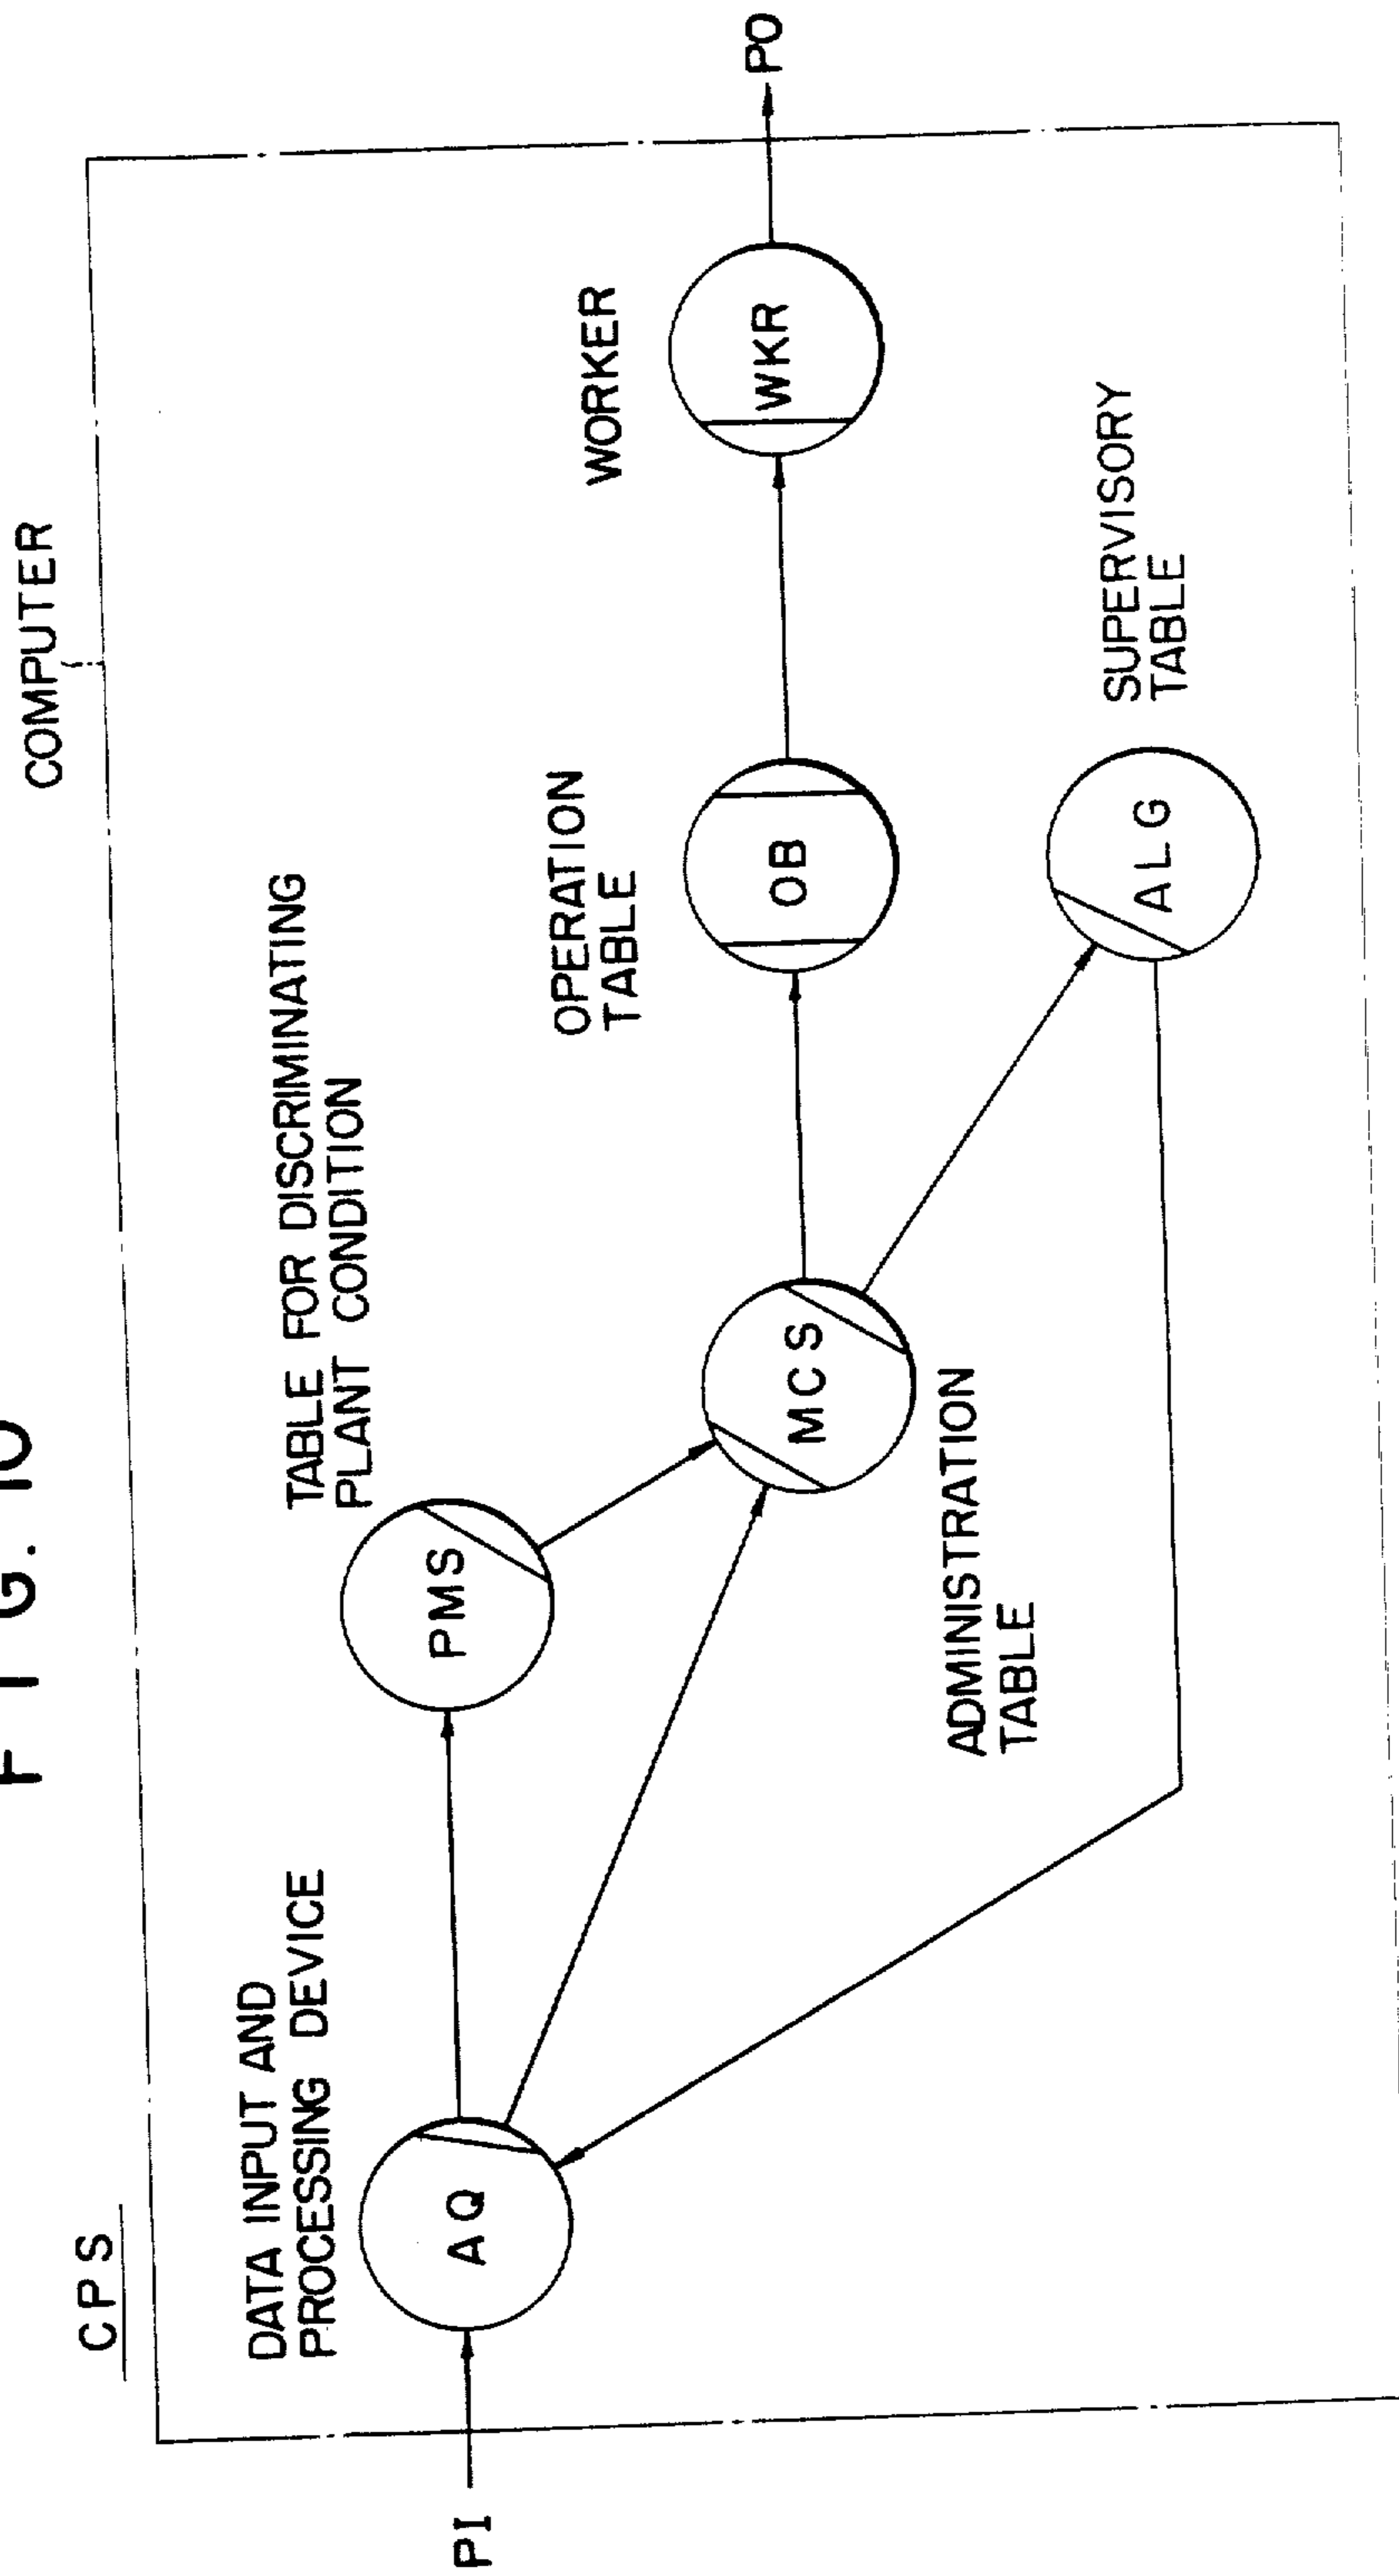 FIG. 10
CPS
COMPUTER
DATA INPUT AND
PROCESSING DEVICE
TABLE FOR DISCRIMINATING
PLANT CONDITION
OPERATION
TABLE
WORKER
PI
AQ
PMS
MCS
OB
WKR
PO
ALG
ADMINISTRATION
TABLE
SUPERVISORY
TABLE